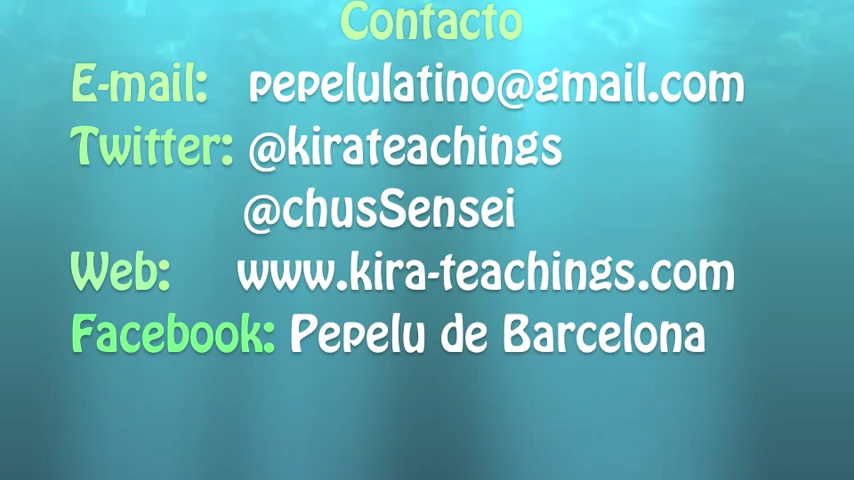 Contacto
E-mail: pepelulatino@gmail.com
Twitter: @kirateachings
@chusSensei
Web: www.kira-teachings.com
Facebook: Pepelu de Barcelona